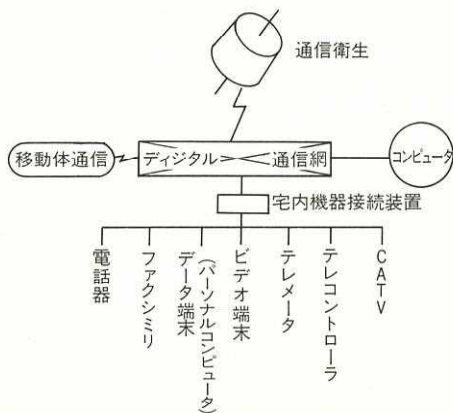 通信衛生
移動体通信
ディジタル 通信網
コンピュータ
宅内機器接続装置
電話器
ファクシミリ
データ端末
(パーソナルコンピュータ)
ビデオ端末
テレメータ
テレコントローラ
CATV